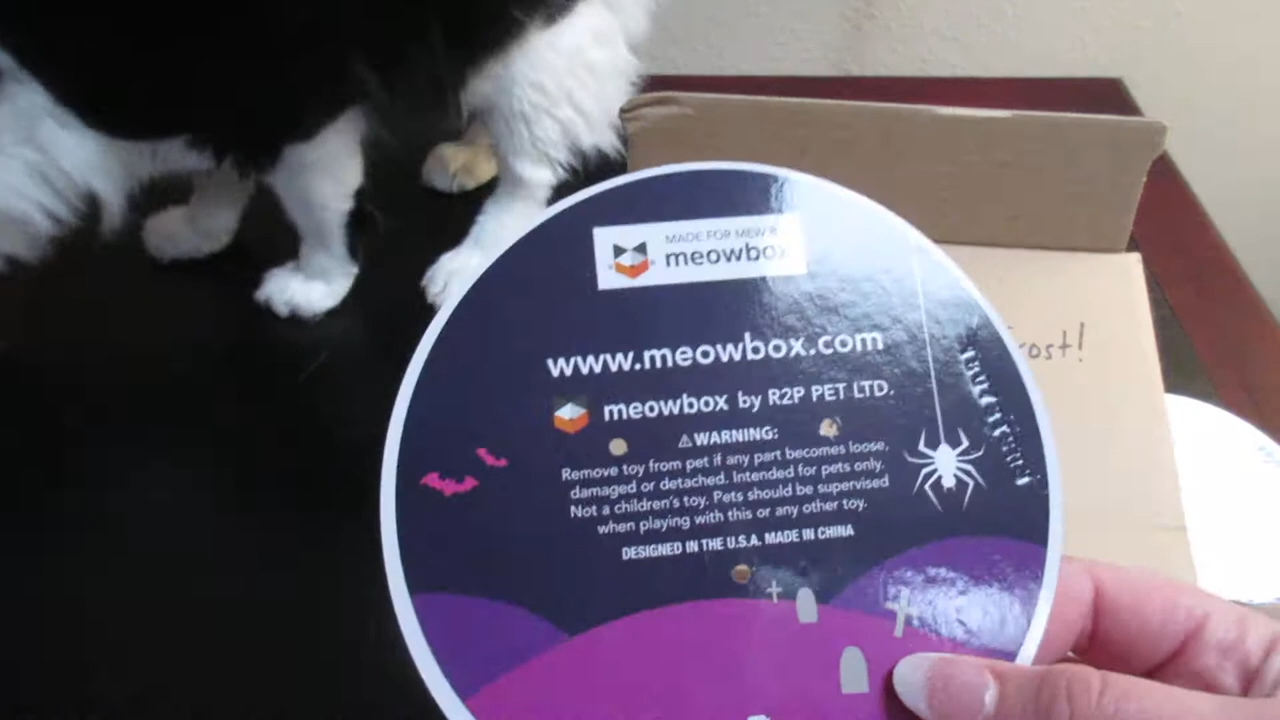 MADE FOR MEW BY
meowbox
www.meowbox.com
meowbox by R2P PET LTD.
⚠WARNING:
Remove toy from pet if any part becomes loose,
damaged or detached. Intended for pets only.
Not a children's toy. Pets should be supervised
when playing with this or any other toy.
DESIGNED IN THE U.S.A. MADE IN CHINA
rost!